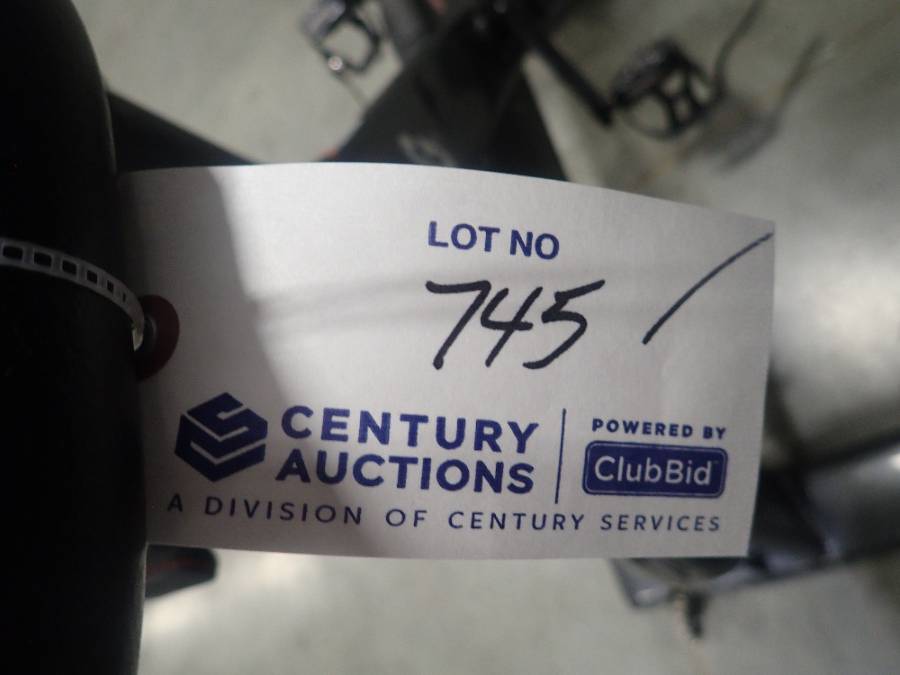 LOT NO
745
CENTURY
AUCTIONS
POWERED BY
ClubBid
A DIVISION OF CENTURY SERVICES